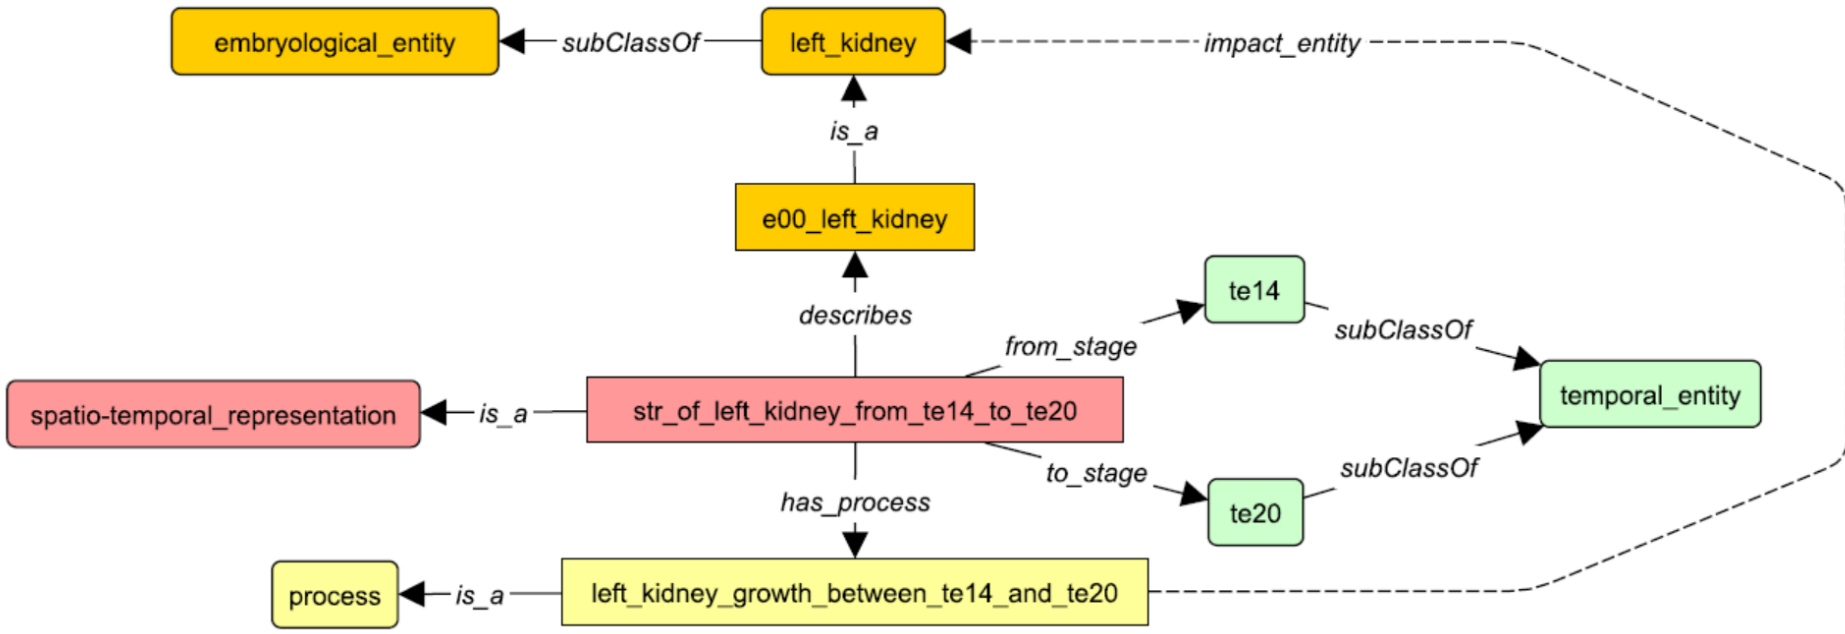 embryological_entity
subClassOf
left_kidney
impact_entity
is_a
e00_left_kidney
describes
te14
from_stage
subClassOf
spatio-temporal_representation
is_a
str_of_left_kidney_from_te14_to_te20
temporal_entity
to_stage
subClassOf
has_process
te20
process
is_a
left_kidney_growth_between_te14_and_te20